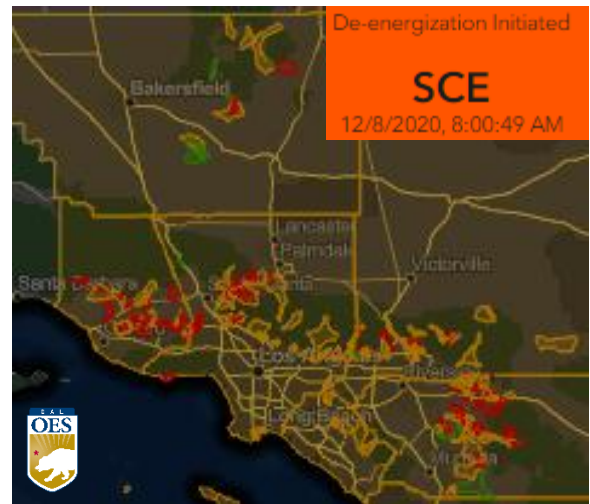 De-energization Initiated
SCE
12/8/2020, 8:00:49 AM
Bakersfield
Lancaster
Palmdale
Victorville
Santa Barbara
Los Angeles
Long Beach
CAL
OES